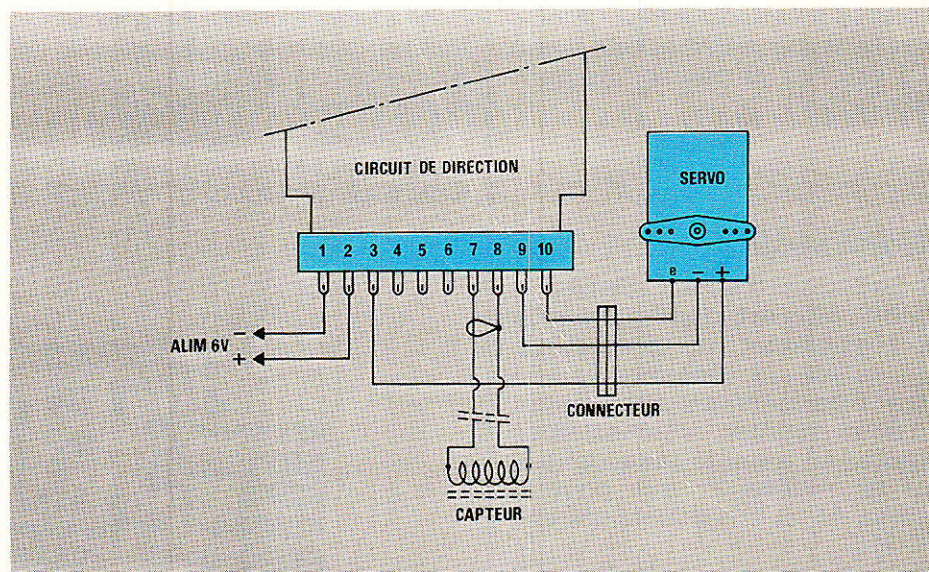 CIRCUIT DE DIRECTION
SERVO
1 2 3 4 5 6 7 8 9 10
e − +
−
ALIM 6V
+
CONNECTEUR
CAPTEUR